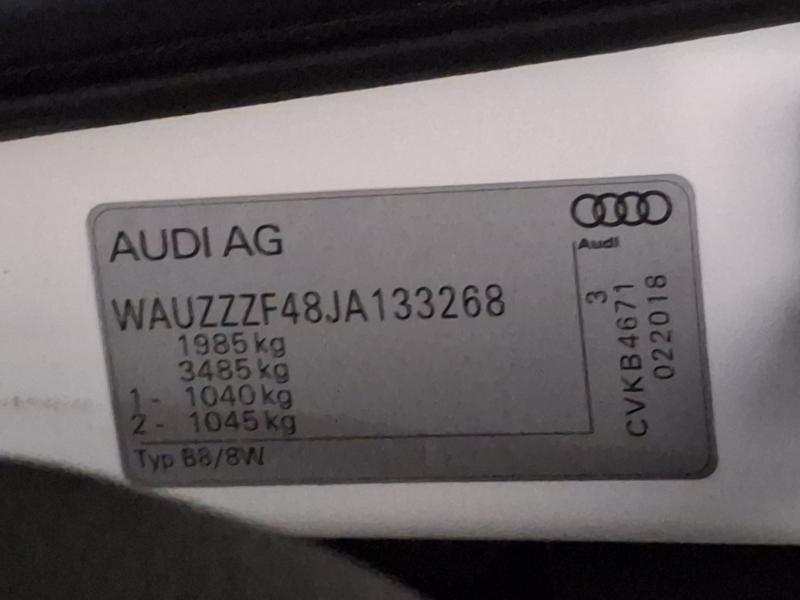 AUDI AG
Audi
WAUZZZF48JA133268
1985 kg
3485 kg
1 - 1040 kg
2 - 1045 kg
Typ B8/8W
3
CVKB4671
022018